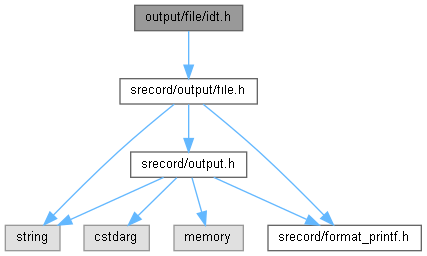 output/file/idt.h
srecord/output/file.h
srecord/output.h
string
cstdarg
memory
srecord/format_printf.h